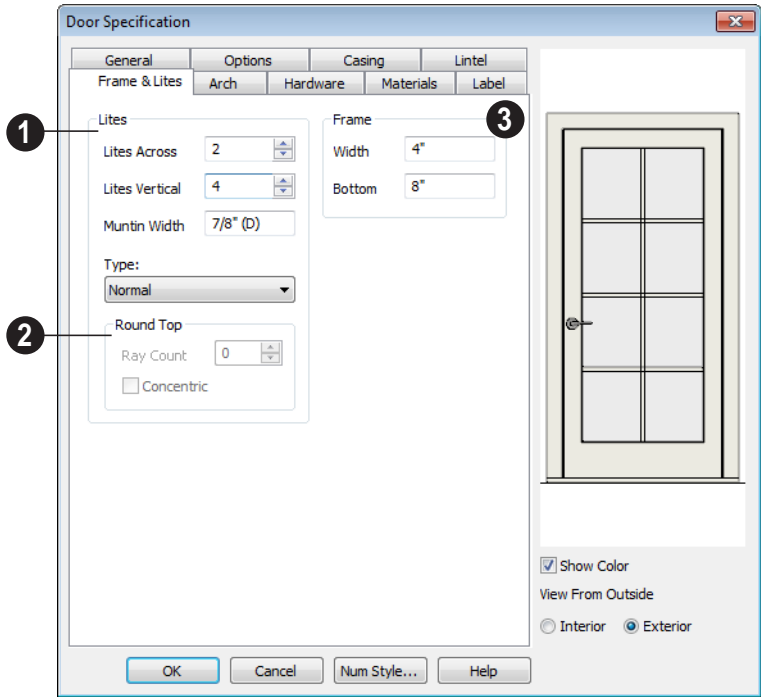 Door Specification
General Options Casing Lintel
Frame & Lites Arch Hardware Materials Label
1 Lites
Lites Across 2
Lites Vertical 4
Muntin Width 7/8" (D)
Type:
Normal
2 Round Top
Ray Count 0
Concentric
Frame 3
Width 4"
Bottom 8"
Show Color
View From Outside
Interior Exterior
OK Cancel Num Style... Help